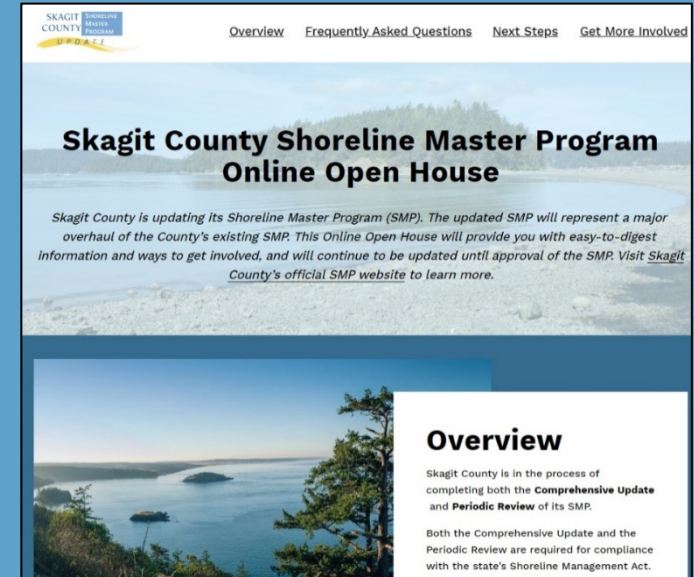 SKAGIT
COUNTY
SHORELINE
MASTER
PROGRAM
UPDATE
Overview Frequently Asked Questions Next Steps Get More Involved
Skagit County Shoreline Master Program
Online Open House
Skagit County is updating its Shoreline Master Program (SMP). The updated SMP will represent a major
overhaul of the County's existing SMP. This Online Open House will provide you with easy-to-digest
information and ways to get involved, and will continue to be updated until approval of the SMP. Visit Skagit
County's official SMP website to learn more.
Overview
Skagit County is in the process of
completing both the Comprehensive Update
and Periodic Review of its SMP.
Both the Comprehensive Update and the
Periodic Review are required for compliance
with the state's Shoreline Management Act.